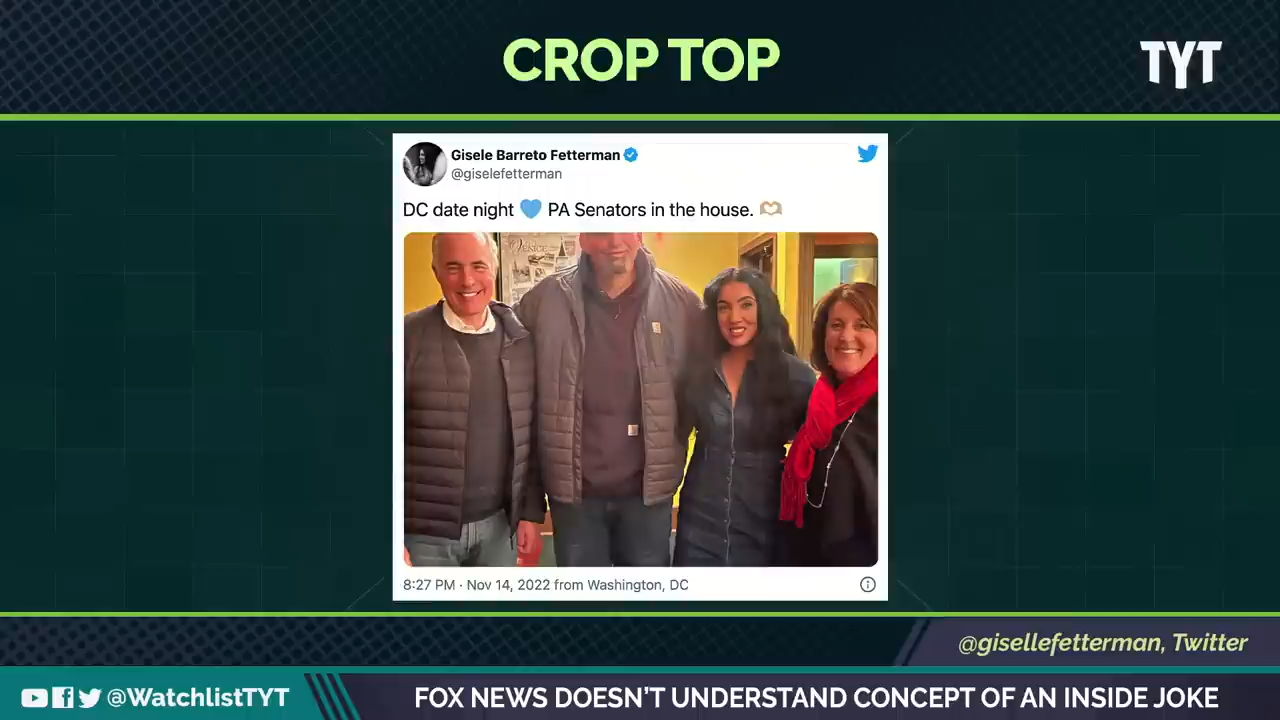 CROP TOP
TYT
Gisele Barreto Fetterman
@giselefetterman
DC date night 💙 PA Senators in the house. 🫶🏼
VENICE
8:27 PM · Nov 14, 2022 from Washington, DC
@gisellefetterman, Twitter
@WatchlistTYT
FOX NEWS DOESN'T UNDERSTAND CONCEPT OF AN INSIDE JOKE